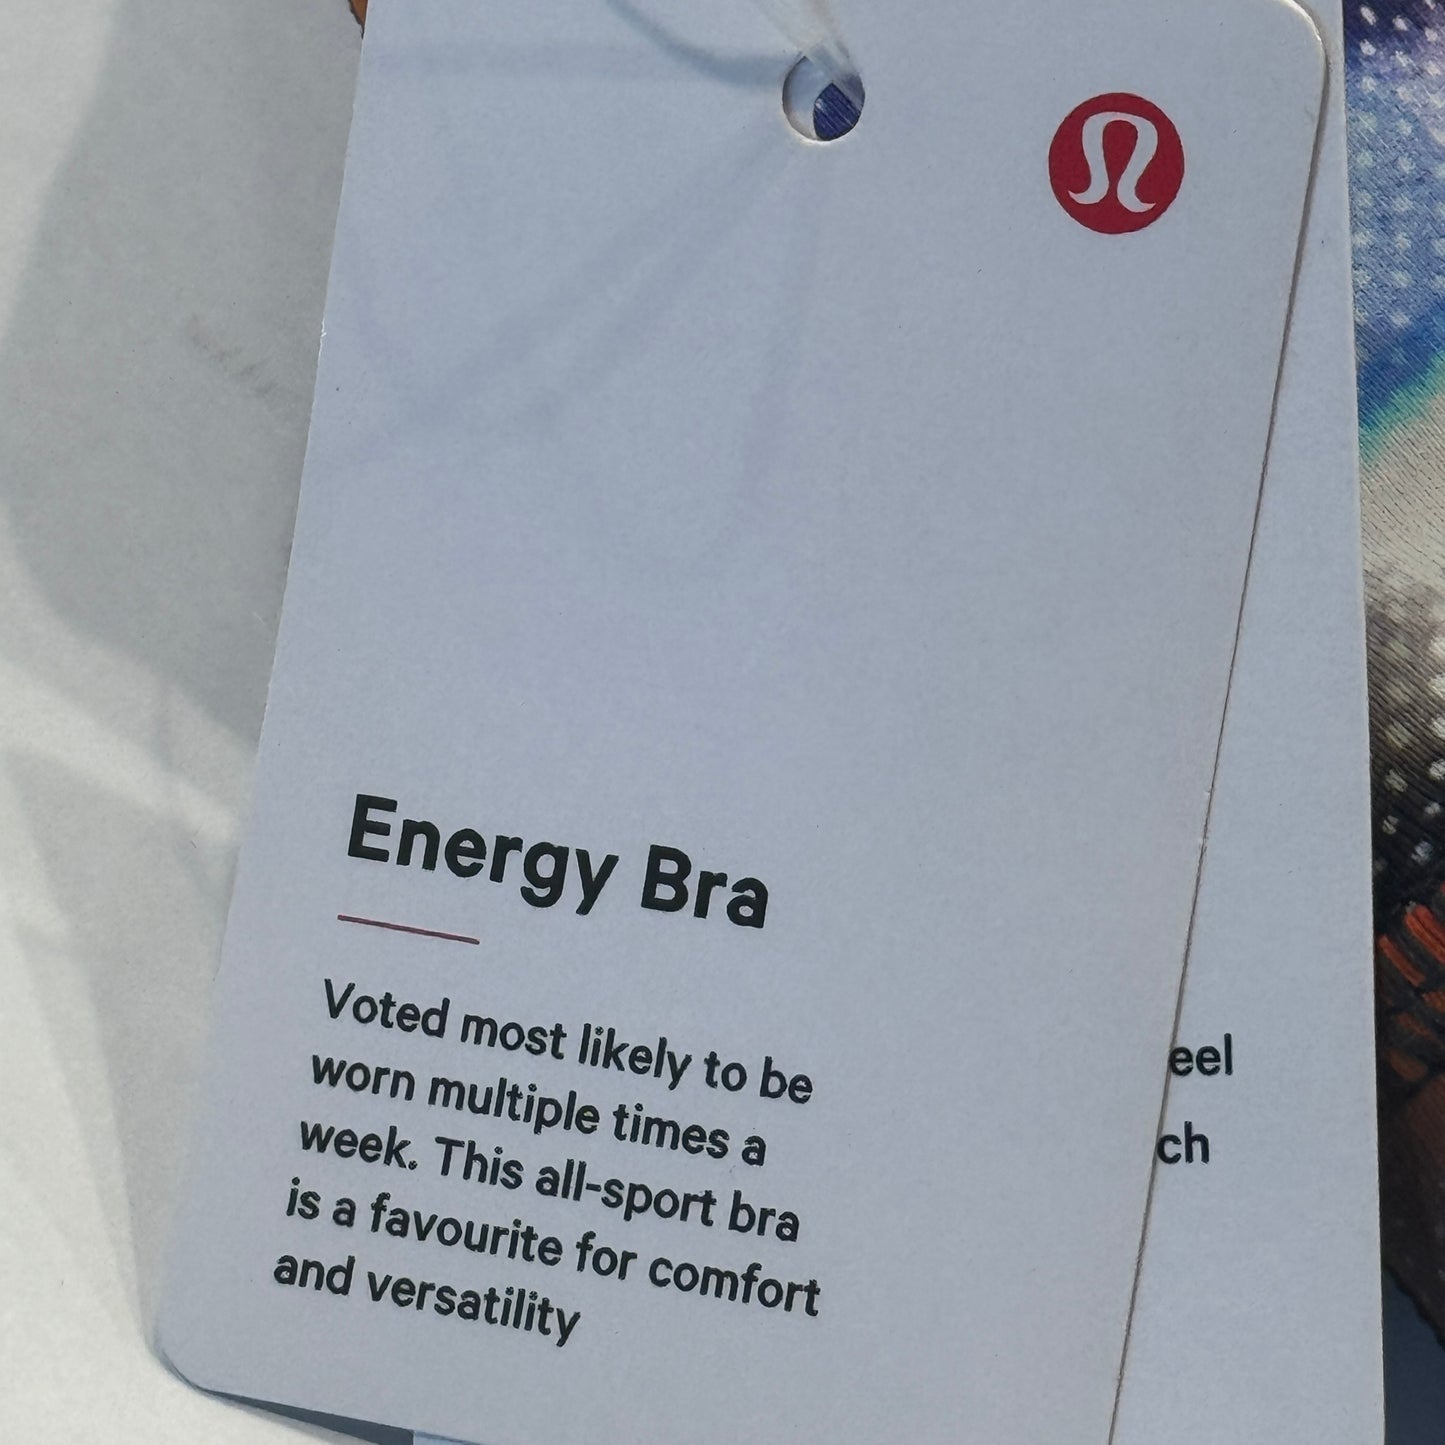 Energy Bra
Voted most likely to be
worn multiple times a
week. This all-sport bra
is a favourite for comfort
and versatility
eel
ch